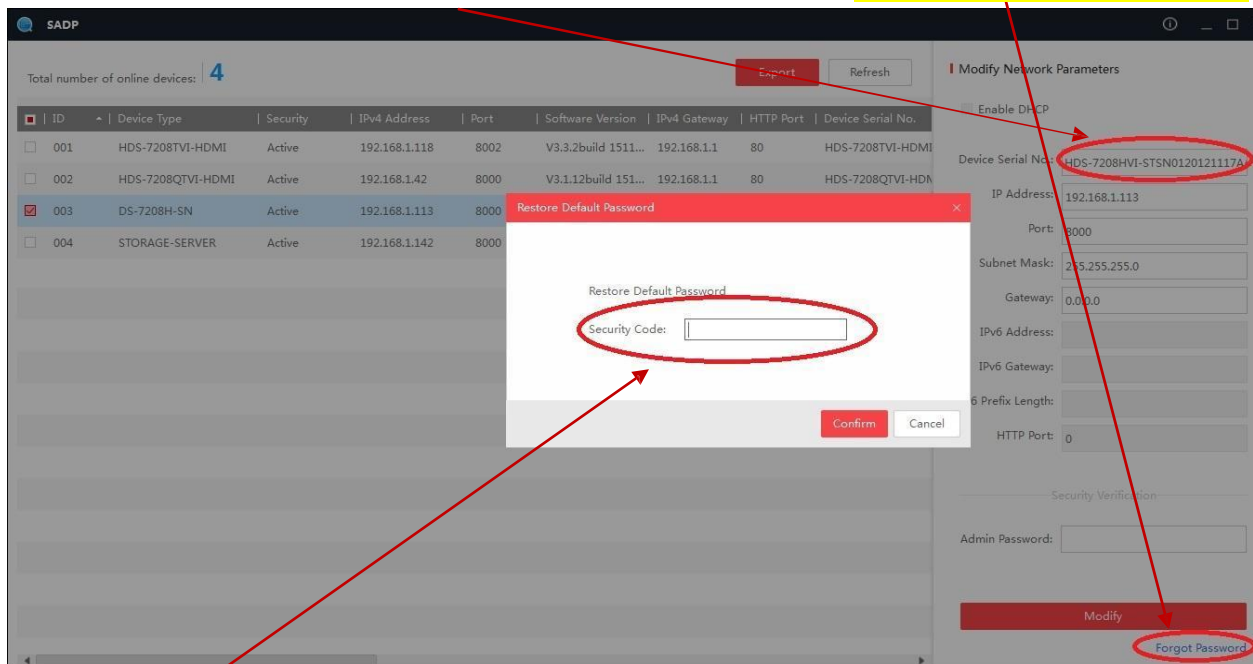 SADP
Total number of online devices: 4
Export
Refresh
ID Device Type Security IPv4 Address Port Software Version IPv4 Gateway HTTP Port Device Serial No.
001 HDS-7208TVI-HDMI Active 192.168.1.118 8002 V3.3.2build 1511... 192.168.1.1 80 HDS-7208TVI-HDMI
002 HDS-7208QTVI-HDMI Active 192.168.1.42 8000 V3.1.12build 151... 192.168.1.1 80 HDS-7208QTVI-HDM
003 DS-7208H-SN Active 192.168.1.113 8000
004 STORAGE-SERVER Active 192.168.1.142 8000
Restore Default Password
Restore Default Password
Security Code:
Confirm
Cancel
Modify Network Parameters
Enable DHCP
Device Serial No.: HDS-7208HVI-STSN0120121117A
IP Address: 192.168.1.113
Port: 8000
Subnet Mask: 255.255.255.0
Gateway: 0.0.0.0
IPv6 Address:
IPv6 Gateway:
6 Prefix Length:
HTTP Port: 0
Security Verification
Admin Password:
Modify
Forgot Password